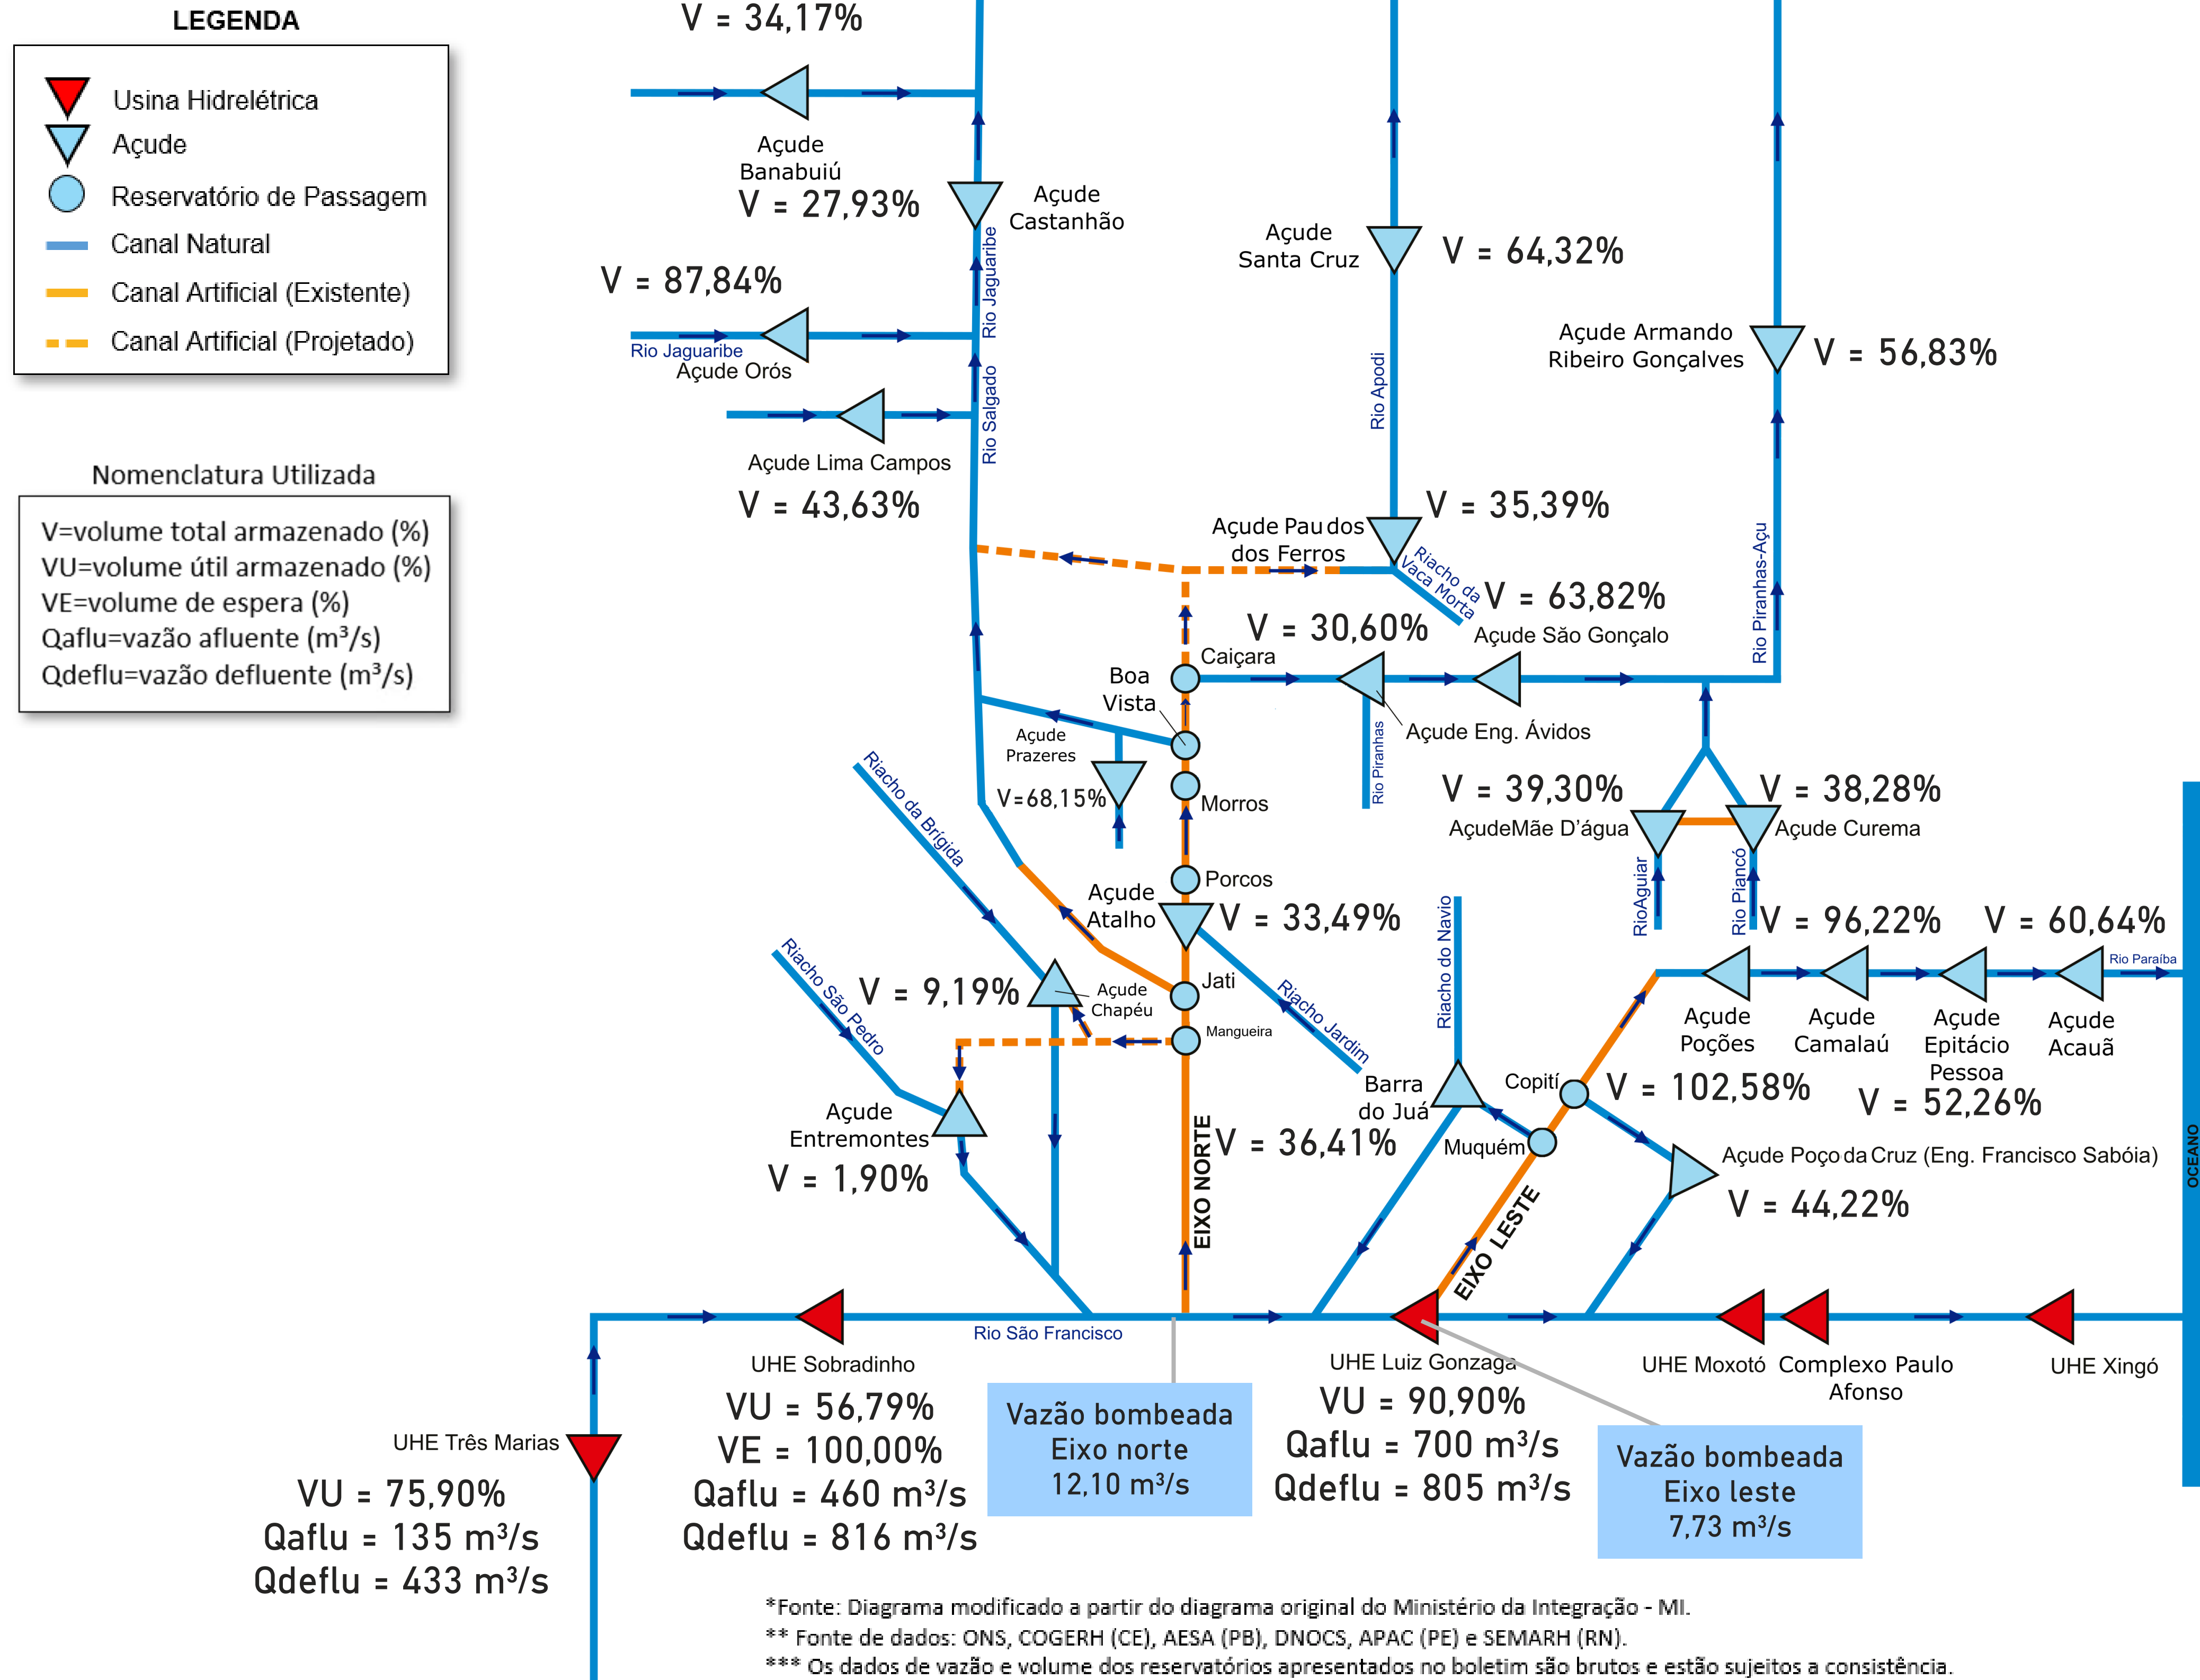 LEGENDA
Usina Hidrelétrica
Açude
Reservatório de Passagem
Canal Natural
Canal Artificial (Existente)
Canal Artificial (Projetado)
Nomenclatura Utilizada
V=volume total armazenado (%)
VU=volume útil armazenado (%)
VE=volume de espera (%)
Qaflu=vazão afluente (m³/s)
Qdeflu=vazão defluente (m³/s)
V = 34,17%
Açude
Banabuiú
V = 27,93%
Açude
Castanhão
Rio Jaguaribe
V = 87,84%
Rio Jaguaribe
Açude Orós
Rio Salgado
Açude Lima Campos
V = 43,63%
Açude
Santa Cruz
V = 64,32%
Rio Apodi
Açude Armando
Ribeiro Gonçalves
V = 56,83%
Rio Piranhas-Açu
Açude Pau dos
dos Ferros
V = 35,39%
Riacho da
Vaca Morta
V = 63,82%
Açude São Gonçalo
V = 30,60%
Caiçara
Boa
Vista
Açude Eng. Ávidos
Rio Piranhas
Açude
Prazeres
V=68,15%
Morros
Porcos
V = 39,30%
AçudeMãe D'água
V = 38,28%
Açude Curema
RioAguiar
Rio Piancó
Riacho da Brígida
Açude
Atalho
V = 33,49%
Riacho São Pedro
V = 9,19%
Açude
Chapéu
Jati
Mangueira
Riacho Jardim
Riacho do Navio
V = 96,22%
V = 60,64%
Rio Paraíba
Açude
Poções
Açude
Camalaú
Açude
Epitácio
Pessoa
Açude
Acauã
V = 102,58%
V = 52,26%
Açude
Entremontes
V = 1,90%
EIXO NORTE
V = 36,41%
Barra
do Juá
Copití
Muquém
EIXO LESTE
Açude Poço da Cruz (Eng. Francisco Sabóia)
V = 44,22%
OCEANO
Rio São Francisco
UHE Sobradinho
VU = 56,79%
VE = 100,00%
Qaflu = 460 m³/s
Qdeflu = 816 m³/s
UHE Três Marias
VU = 75,90%
Qaflu = 135 m³/s
Qdeflu = 433 m³/s
Vazão bombeada
Eixo norte
12,10 m³/s
UHE Luiz Gonzaga
VU = 90,90%
Qaflu = 700 m³/s
Qdeflu = 805 m³/s
Vazão bombeada
Eixo leste
7,73 m³/s
UHE Moxotó
Complexo Paulo
Afonso
UHE Xingó
*Fonte: Diagrama modificado a partir do diagrama original do Ministério da Integração - MI.
** Fonte de dados: ONS, COGERH (CE), AESA (PB), DNOCS, APAC (PE) e SEMARH (RN).
*** Os dados de vazão e volume dos reservatórios apresentados no boletim são brutos e estão sujeitos a consistência.